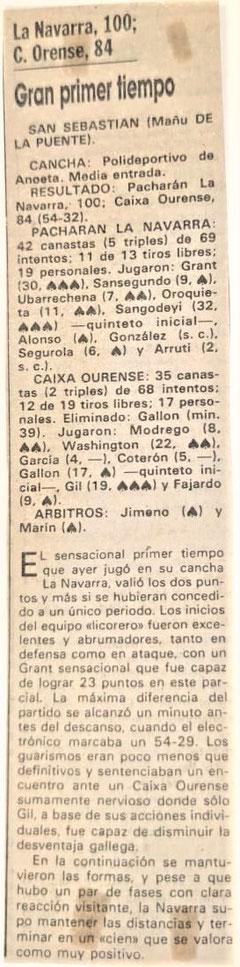 La Navarra, 100;
C. Orense, 84
Gran primer tiempo
SAN SEBASTIAN (Mañu DE
LA PUENTE).
CANCHA: Polideportivo de
Anoeta. Media entrada.
RESULTADO: Pacharán La
Navarra, 100; Caixa Ourense,
84 (54-32).
PACHARAN LA NAVARRA:
42 canastas (5 triples) de 69
intentos; 11 de 13 tiros libres;
19 personales. Jugaron: Grant
(30, ♠♠♠), Sansegundo (9, ♠),
Ubarrechena (7, ♠♠), Oroquie-
ta (11, ♠♠), Sangodeyi (32,
♠♠♠) —quinteto inicial—,
Alonso (♠), González (s. c.),
Segurola (6, ♠) y Arruti (2,
s. c.).
CAIXA OURENSE: 35 canas-
tas (2 triples) de 68 intentos;
12 de 19 tiros libres; 17 perso-
nales. Eliminado: Gallon (min.
39). Jugaron: Modrego (8,
♠♠), Washington (22, ♠♠),
García (4, —), Coterón (5, —),
Gallon (17, ♠) —quinteto ini-
cial—, Gil (19, ♠♠♠) y Fajardo
(9, ♠).
ARBITROS: Jimeno (♠) y
Marín (♠).
EL sensacional primer tiempo
que ayer jugó en su cancha
La Navarra, valió los dos pun-
tos y más si se hubieran concedi-
do a un único periodo. Los inicios
del equipo «licorero» fueron exce-
lentes y abrumadores, tanto en
defensa como en ataque, con un
Grant sensacional que fue capaz
de lograr 23 puntos en este par-
cial. La máxima diferencia del
partido se alcanzó un minuto an-
tes del descanso, cuando el elec-
trónico marcaba un 54-29. Los
guarismos eran poco menos que
definitivos y sentenciaban un en-
cuentro ante un Caixa Ourense
sumamente nervioso donde sólo
Gil, a base de sus acciones indivi-
duales, fue capaz de disminuir la
desventaja gallega.
En la continuación se mantu-
vieron las formas, y pese a que
hubo un par de fases con clara
reacción visitante, la Navarra su-
po mantener las distancias y ter-
minar en un «cien» que se valora
como muy positivo.